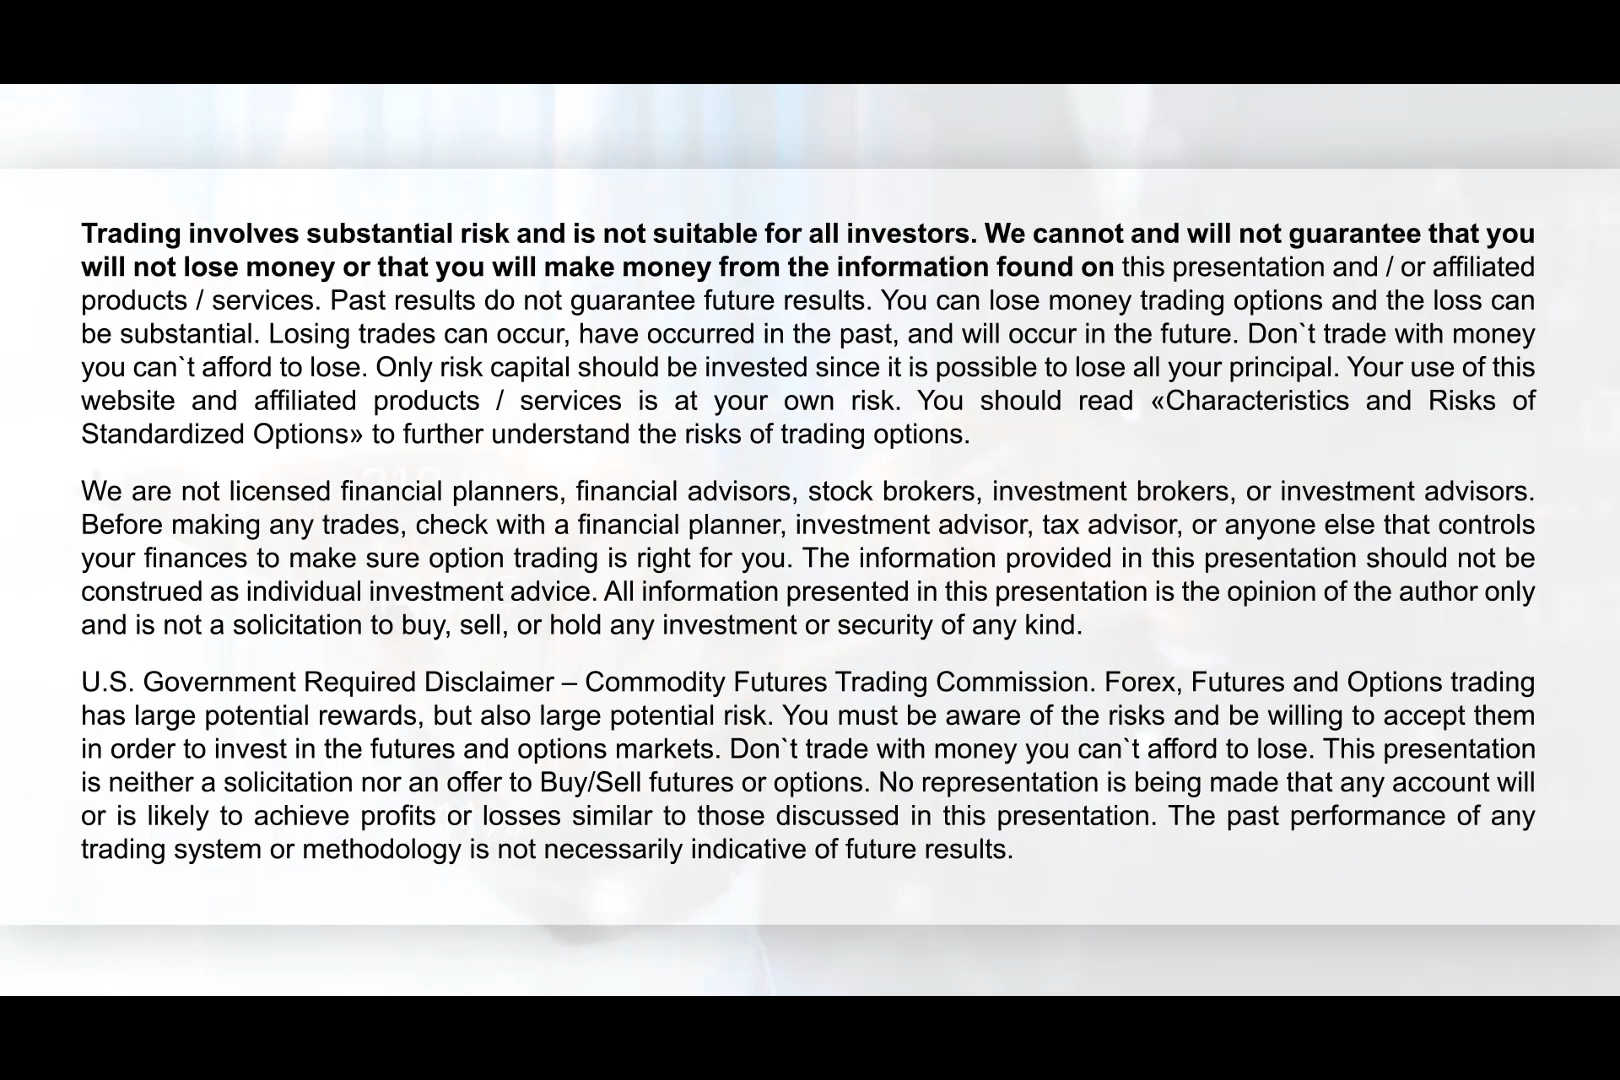 Trading involves substantial risk and is not suitable for all investors. We cannot and will not guarantee that you
will not lose money or that you will make money from the information found on this presentation and / or affiliated
products / services. Past results do not guarantee future results. You can lose money trading options and the loss can
be substantial. Losing trades can occur, have occurred in the past, and will occur in the future. Don`t trade with money
you can`t afford to lose. Only risk capital should be invested since it is possible to lose all your principal. Your use of this
website and affiliated products / services is at your own risk. You should read «Characteristics and Risks of
Standardized Options» to further understand the risks of trading options.
We are not licensed financial planners, financial advisors, stock brokers, investment brokers, or investment advisors.
Before making any trades, check with a financial planner, investment advisor, tax advisor, or anyone else that controls
your finances to make sure option trading is right for you. The information provided in this presentation should not be
construed as individual investment advice. All information presented in this presentation is the opinion of the author only
and is not a solicitation to buy, sell, or hold any investment or security of any kind.
U.S. Government Required Disclaimer – Commodity Futures Trading Commission. Forex, Futures and Options trading
has large potential rewards, but also large potential risk. You must be aware of the risks and be willing to accept them
in order to invest in the futures and options markets. Don`t trade with money you can`t afford to lose. This presentation
is neither a solicitation nor an offer to Buy/Sell futures or options. No representation is being made that any account will
or is likely to achieve profits or losses similar to those discussed in this presentation. The past performance of any
trading system or methodology is not necessarily indicative of future results.